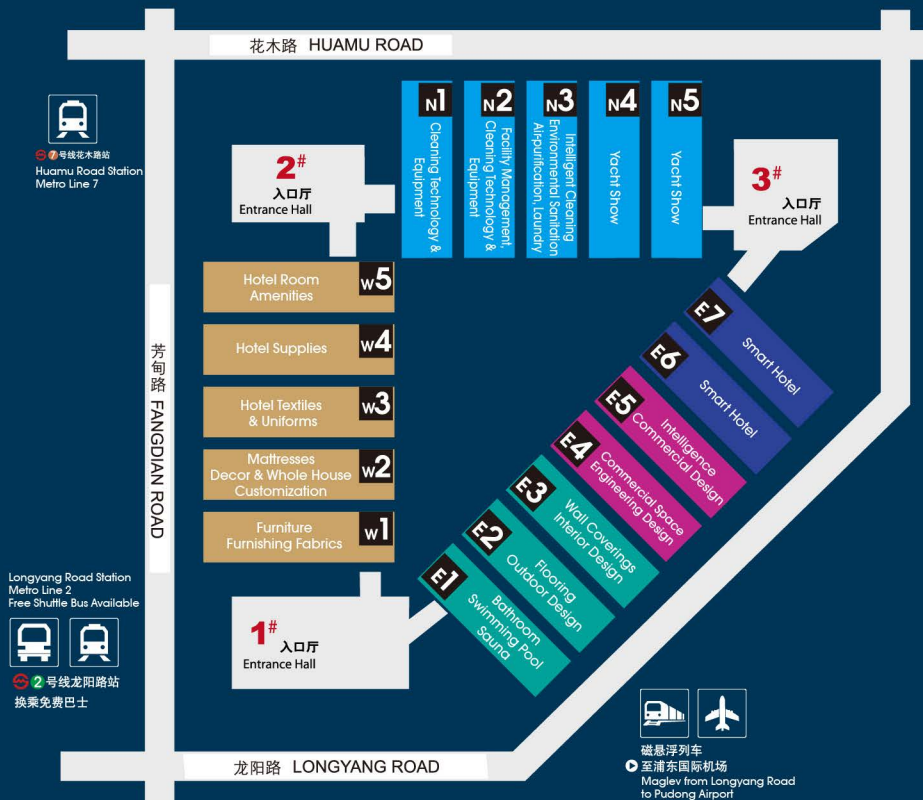 花木路 HUAMU ROAD
7号线花木路站
Huamu Road Station
Metro Line 7
2#
入口厅
Entrance Hall
N1
Cleaning Technology &
Equipment
N2
Facility Management,
Cleaning Technology &
Equipment
N3
Intelligent Cleaning
Environmental Sanitation
Air-purification, Laundry
N4
Yacht Show
N5
Yacht Show
3#
入口厅
Entrance Hall
芳甸路 FANGDIAN ROAD
Hotel Room
Amenities
W5
Hotel Supplies
W4
Hotel Textiles
& Uniforms
W3
Mattresses
Decor & Whole House
Customization
W2
Furniture
Furnishing Fabrics
W1
E7
Smart Hotel
E6
Smart Hotel
E5
Intelligence
Commercial Design
E4
Commercial Space
Engineering Design
E3
Wall Coverings
Interior Design
E2
Flooring
Outdoor Design
E1
Bathroom
Swimming Pool
Sauna
Longyang Road Station
Metro Line 2
Free Shuttle Bus Available
2号线龙阳路站
换乘免费巴士
1#
入口厅
Entrance Hall
龙阳路 LONGYANG ROAD
磁悬浮列车
至浦东国际机场
Maglev from Longyang Road
to Pudong Airport